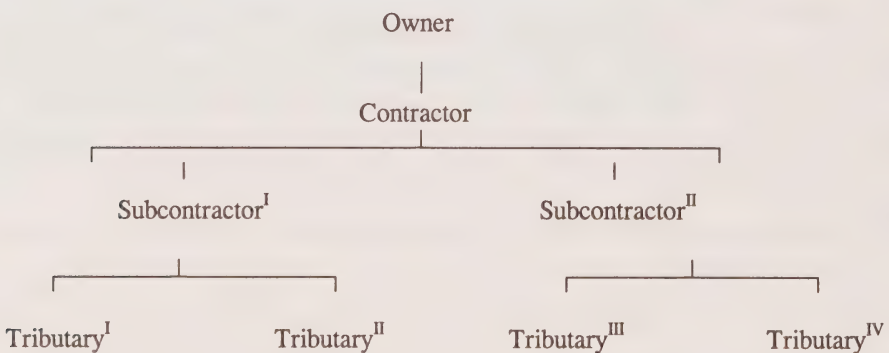 Owner
Contractor
Subcontractor^I Subcontractor^II
Tributary^I Tributary^II Tributary^III Tributary^IV